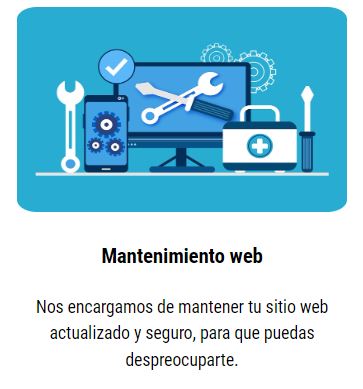 Mantenimiento web
Nos encargamos de mantener tu sitio web
actualizado y seguro, para que puedas
despreocuparte.